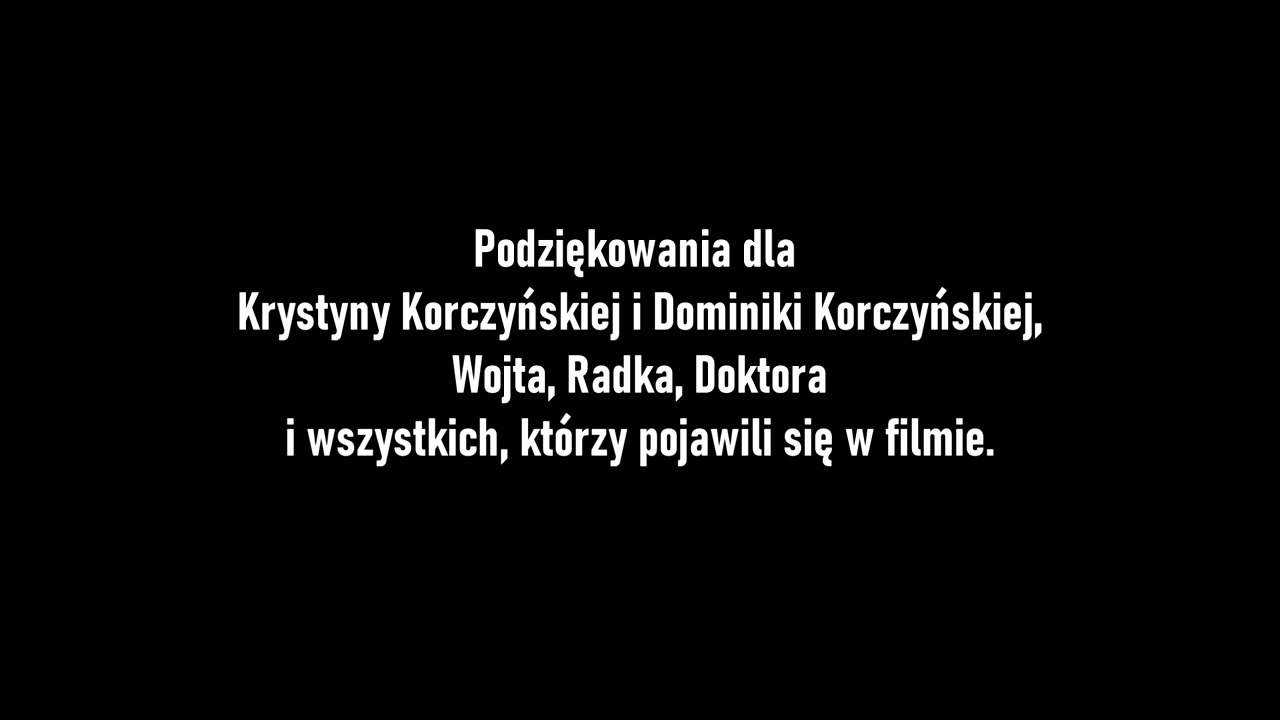 Podziękowania dla
Krystyny Korczyńskiej i Dominiki Korczyńskiej,
Wojta, Radka, Doktora
i wszystkich, którzy pojawili się w filmie.